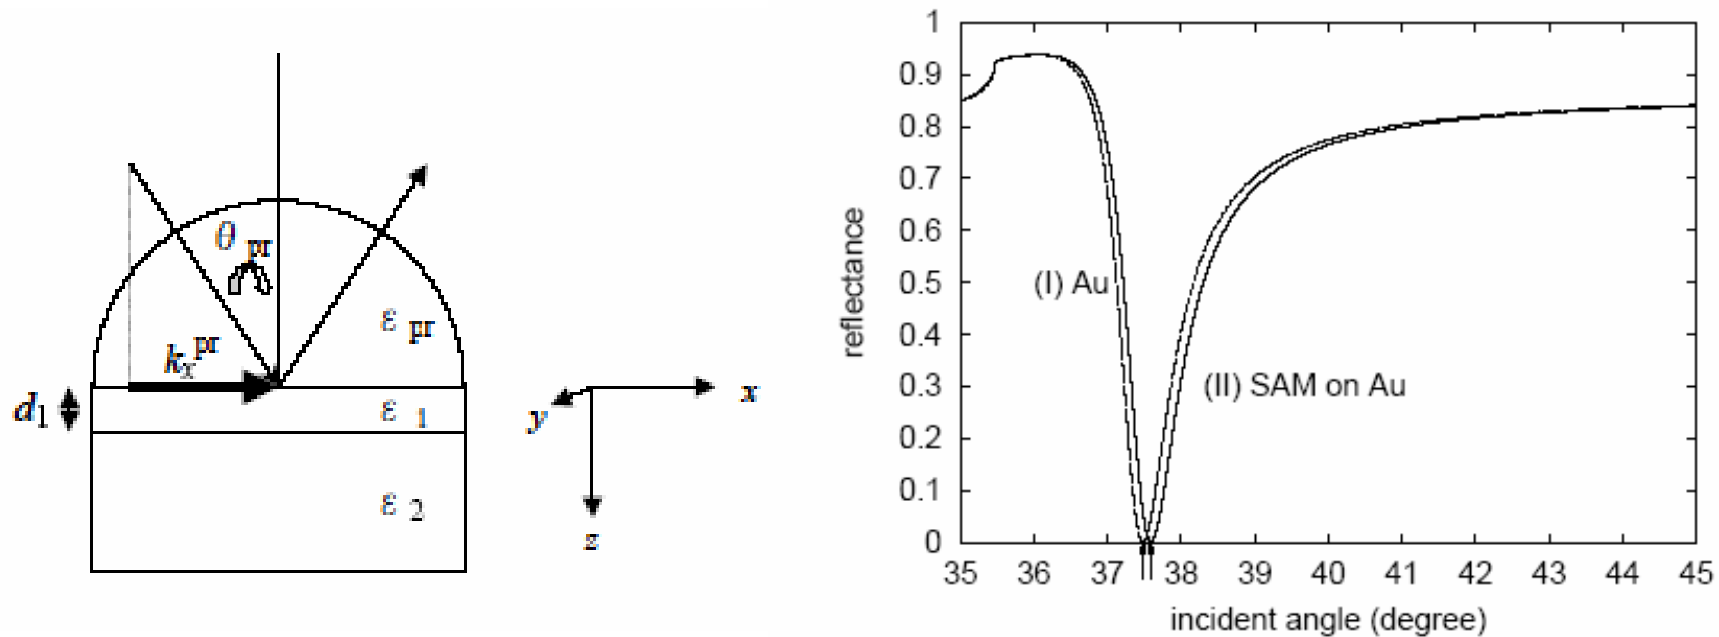 θ pr
ε pr
kₓ pr
d₁
ε 1
ε 2
x
y
z
reflectance
1
0.9
0.8
0.7
0.6
0.5
0.4
0.3
0.2
0.1
0
(I) Au
(II) SAM on Au
35 36 37 38 39 40 41 42 43 44 45
incident angle (degree)